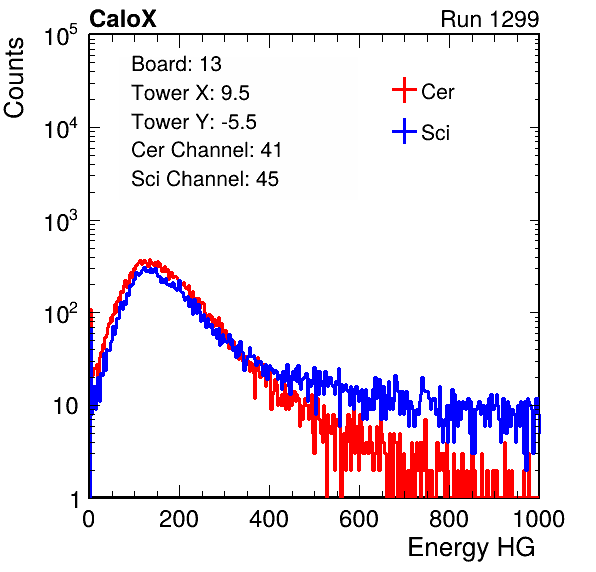 CaloX Run 1299
Counts
10^5
10^4
10^3
10^2
10
1
Board: 13
Tower X: 9.5
Tower Y: -5.5
Cer Channel: 41
Sci Channel: 45
Cer
Sci
0 200 400 600 800 1000
Energy HG